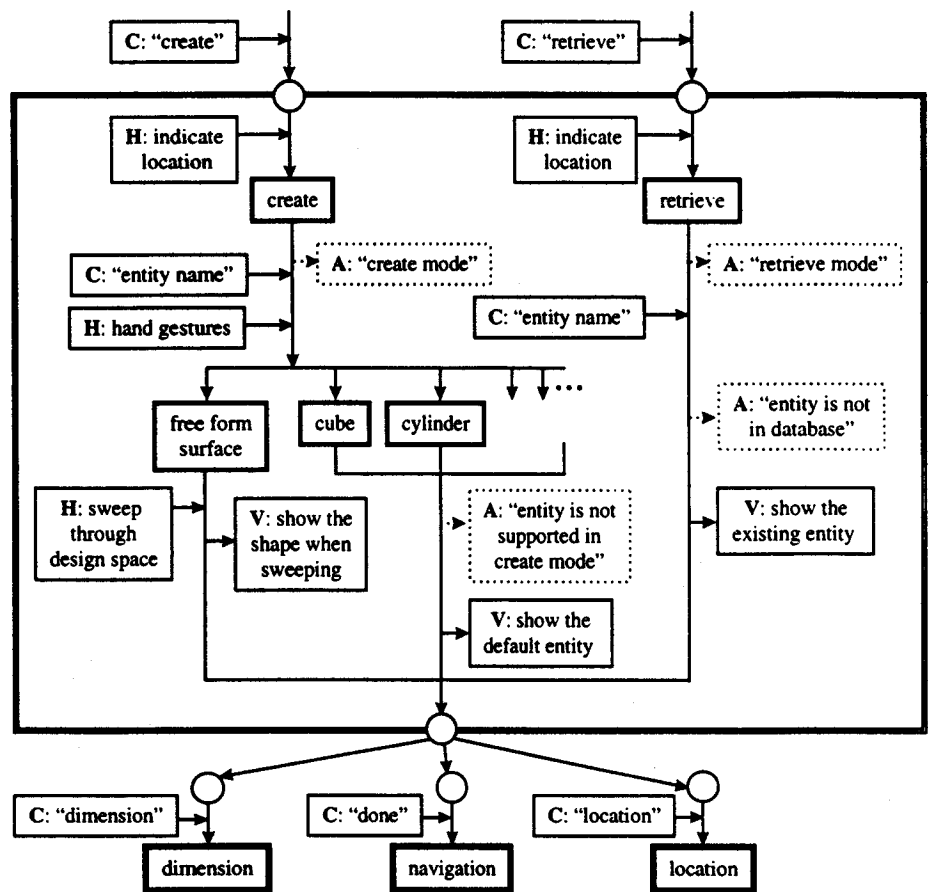 C: “create”
C: “retrieve”
H: indicate
location
H: indicate
location
create
retrieve
A: “create mode”
A: “retrieve mode”
C: “entity name”
C: “entity name”
H: hand gestures
free form
surface
cube
cylinder
A: “entity is not
in database”
H: sweep
through
design space
V: show the
shape when
sweeping
A: “entity is not
supported in
create mode”
V: show the
existing entity
V: show the
default entity
C: “dimension”
C: “done”
C: “location”
dimension
navigation
location